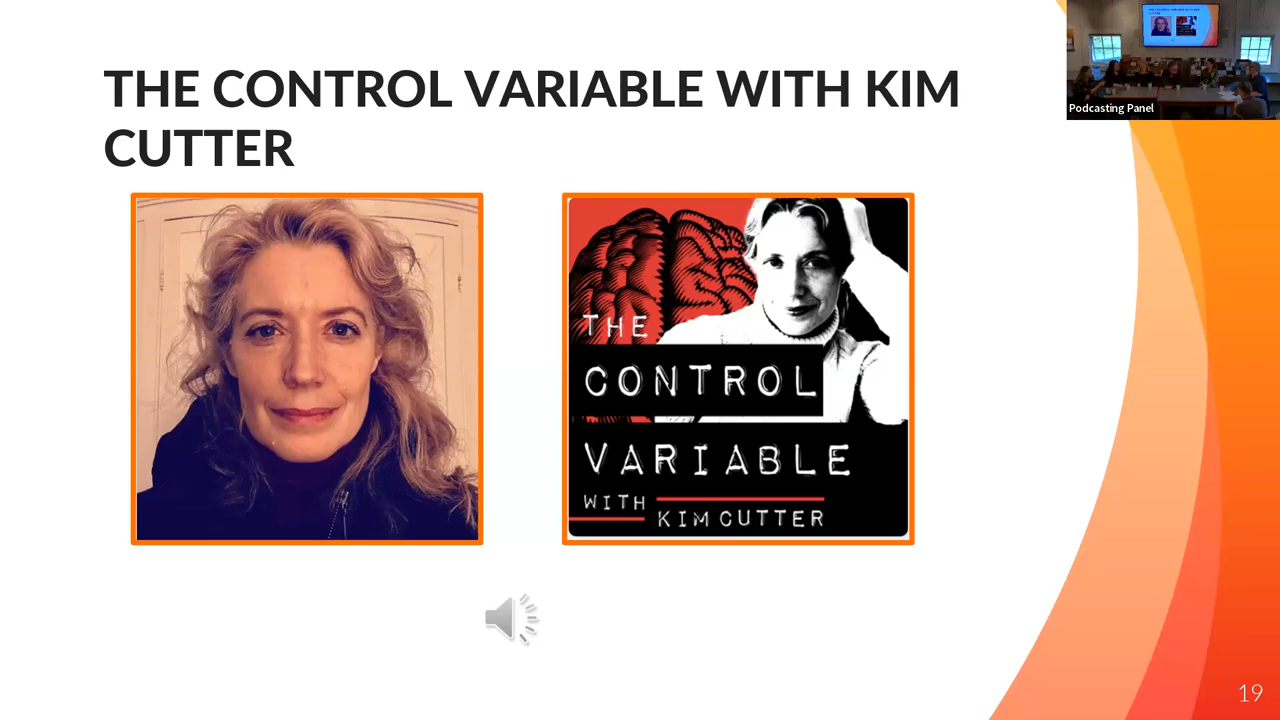 THE CONTROL VARIABLE WITH KIM
CUTTER
Podcasting Panel
THE
CONTROL
VARIABLE
WITH
KIM CUTTER
19